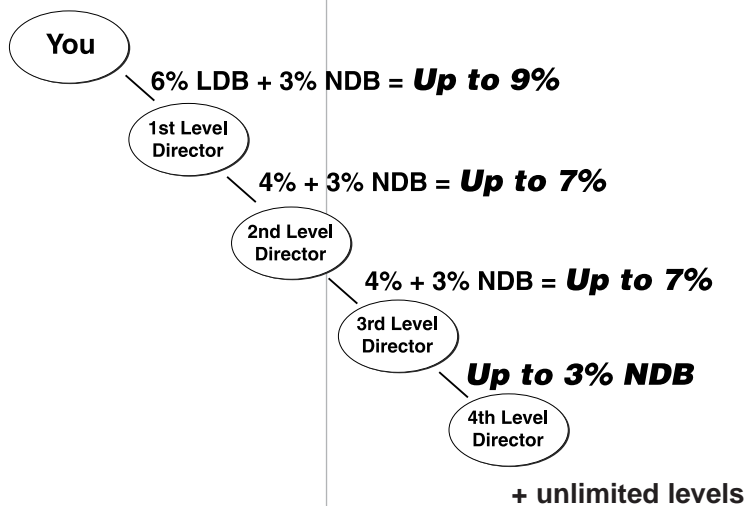 You
6% LDB + 3% NDB = Up to 9%
1st Level
Director
4% + 3% NDB = Up to 7%
2nd Level
Director
4% + 3% NDB = Up to 7%
3rd Level
Director
Up to 3% NDB
4th Level
Director
+ unlimited levels